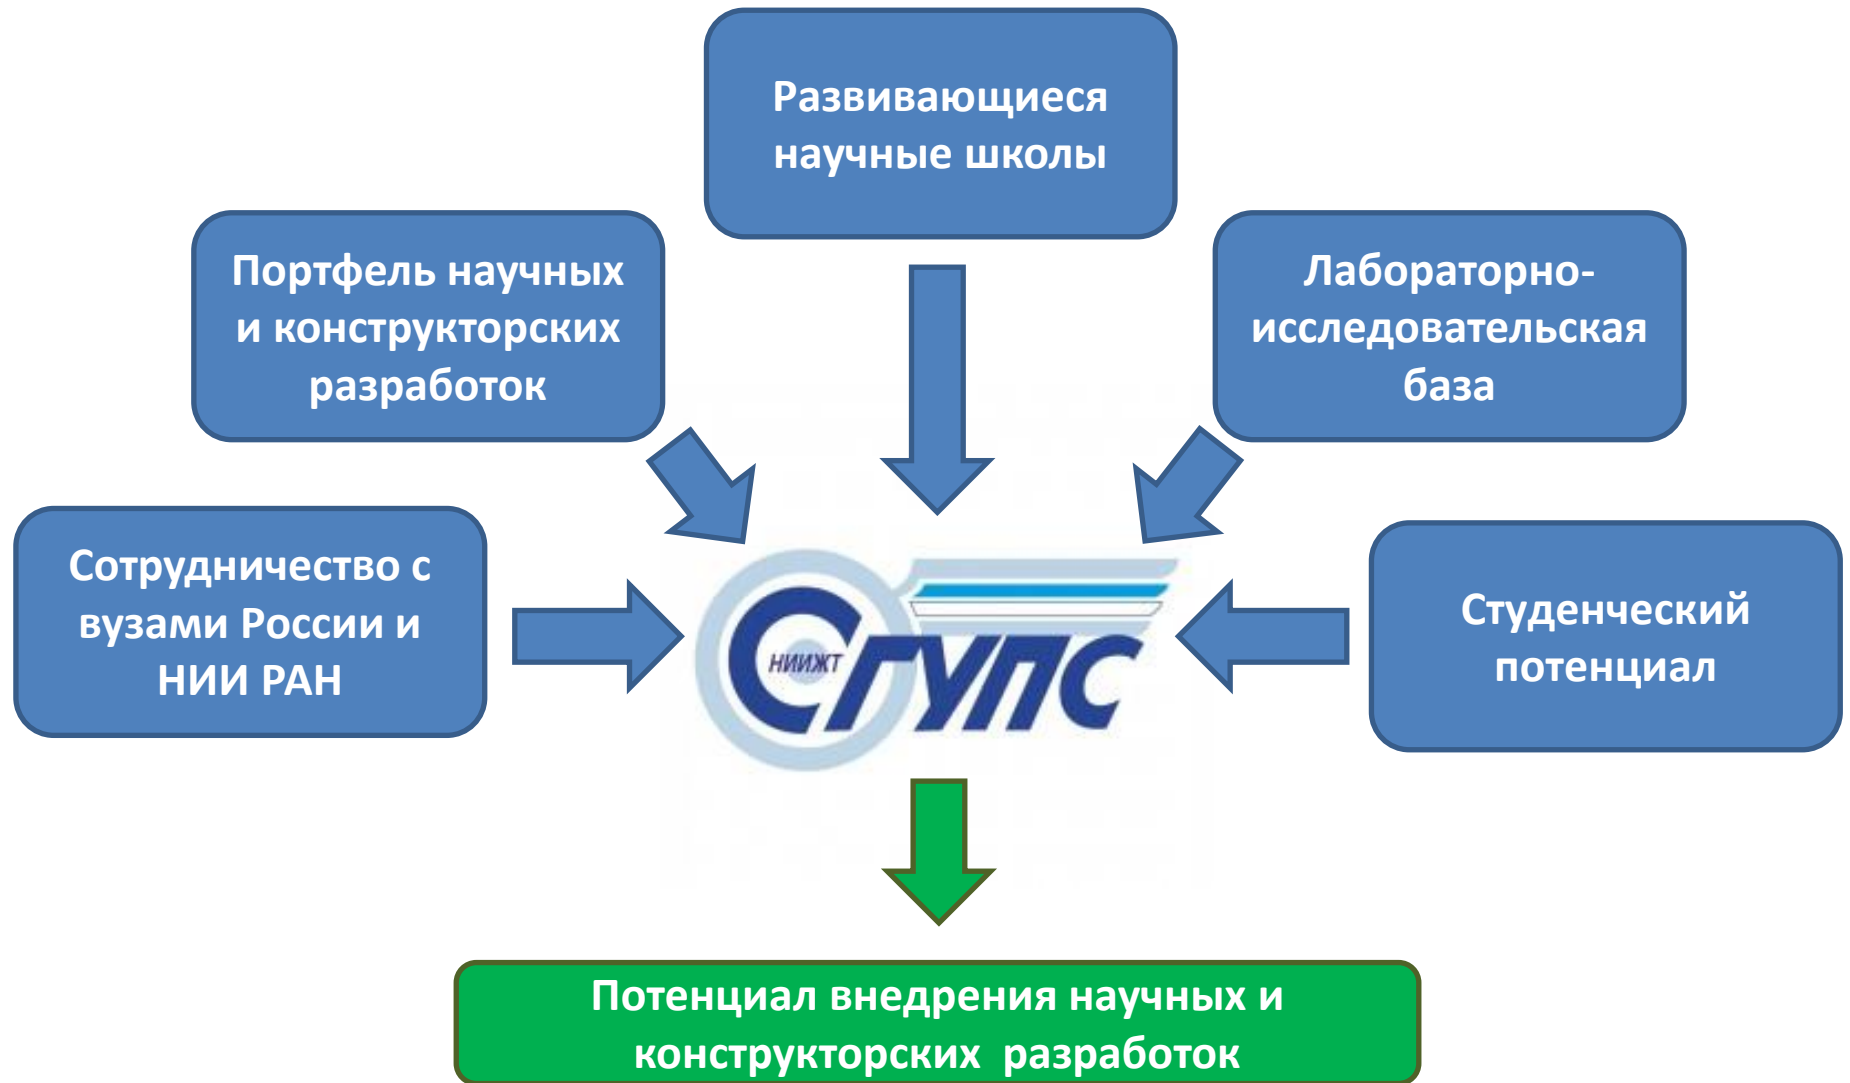 Развивающиеся
научные школы
Портфель научных
и конструкторских
разработок
Лабораторно-
исследовательская
база
Сотрудничество с
вузами России и
НИИ РАН
НИИЖТ
СГУПС
Студенческий
потенциал
Потенциал внедрения научных и
конструкторских разработок